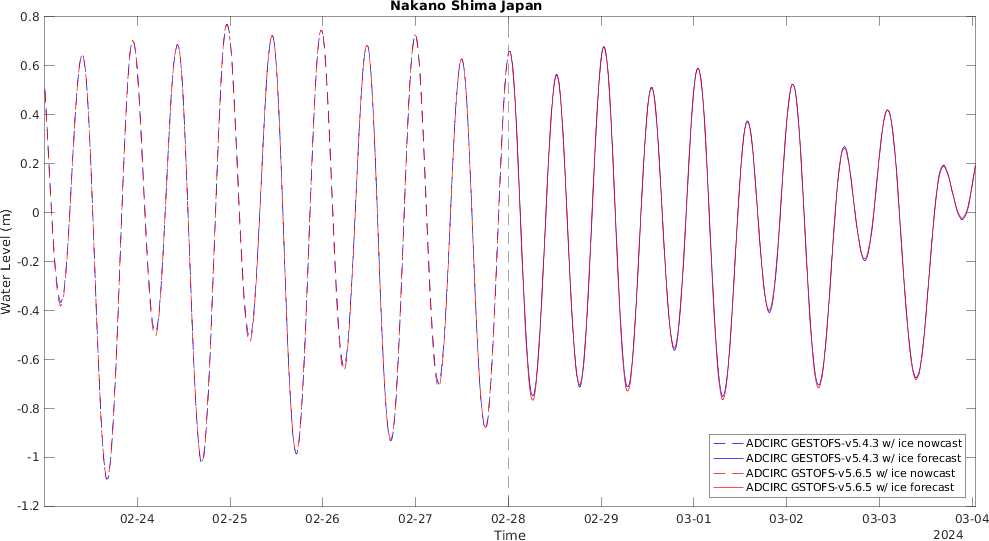 Nakano Shima Japan
0.8
0.6
0.4
0.2
0
-0.2
-0.4
-0.6
-0.8
-1
-1.2
Water Level (m)
ADCIRC GESTOFS-v5.4.3 w/ ice nowcast
ADCIRC GESTOFS-v5.4.3 w/ ice forecast
ADCIRC GSTOFS-v5.6.5 w/ ice nowcast
ADCIRC GSTOFS-v5.6.5 w/ ice forecast
02-24 02-25 02-26 02-27 02-28 02-29 03-01 03-02 03-03 03-04
Time
2024